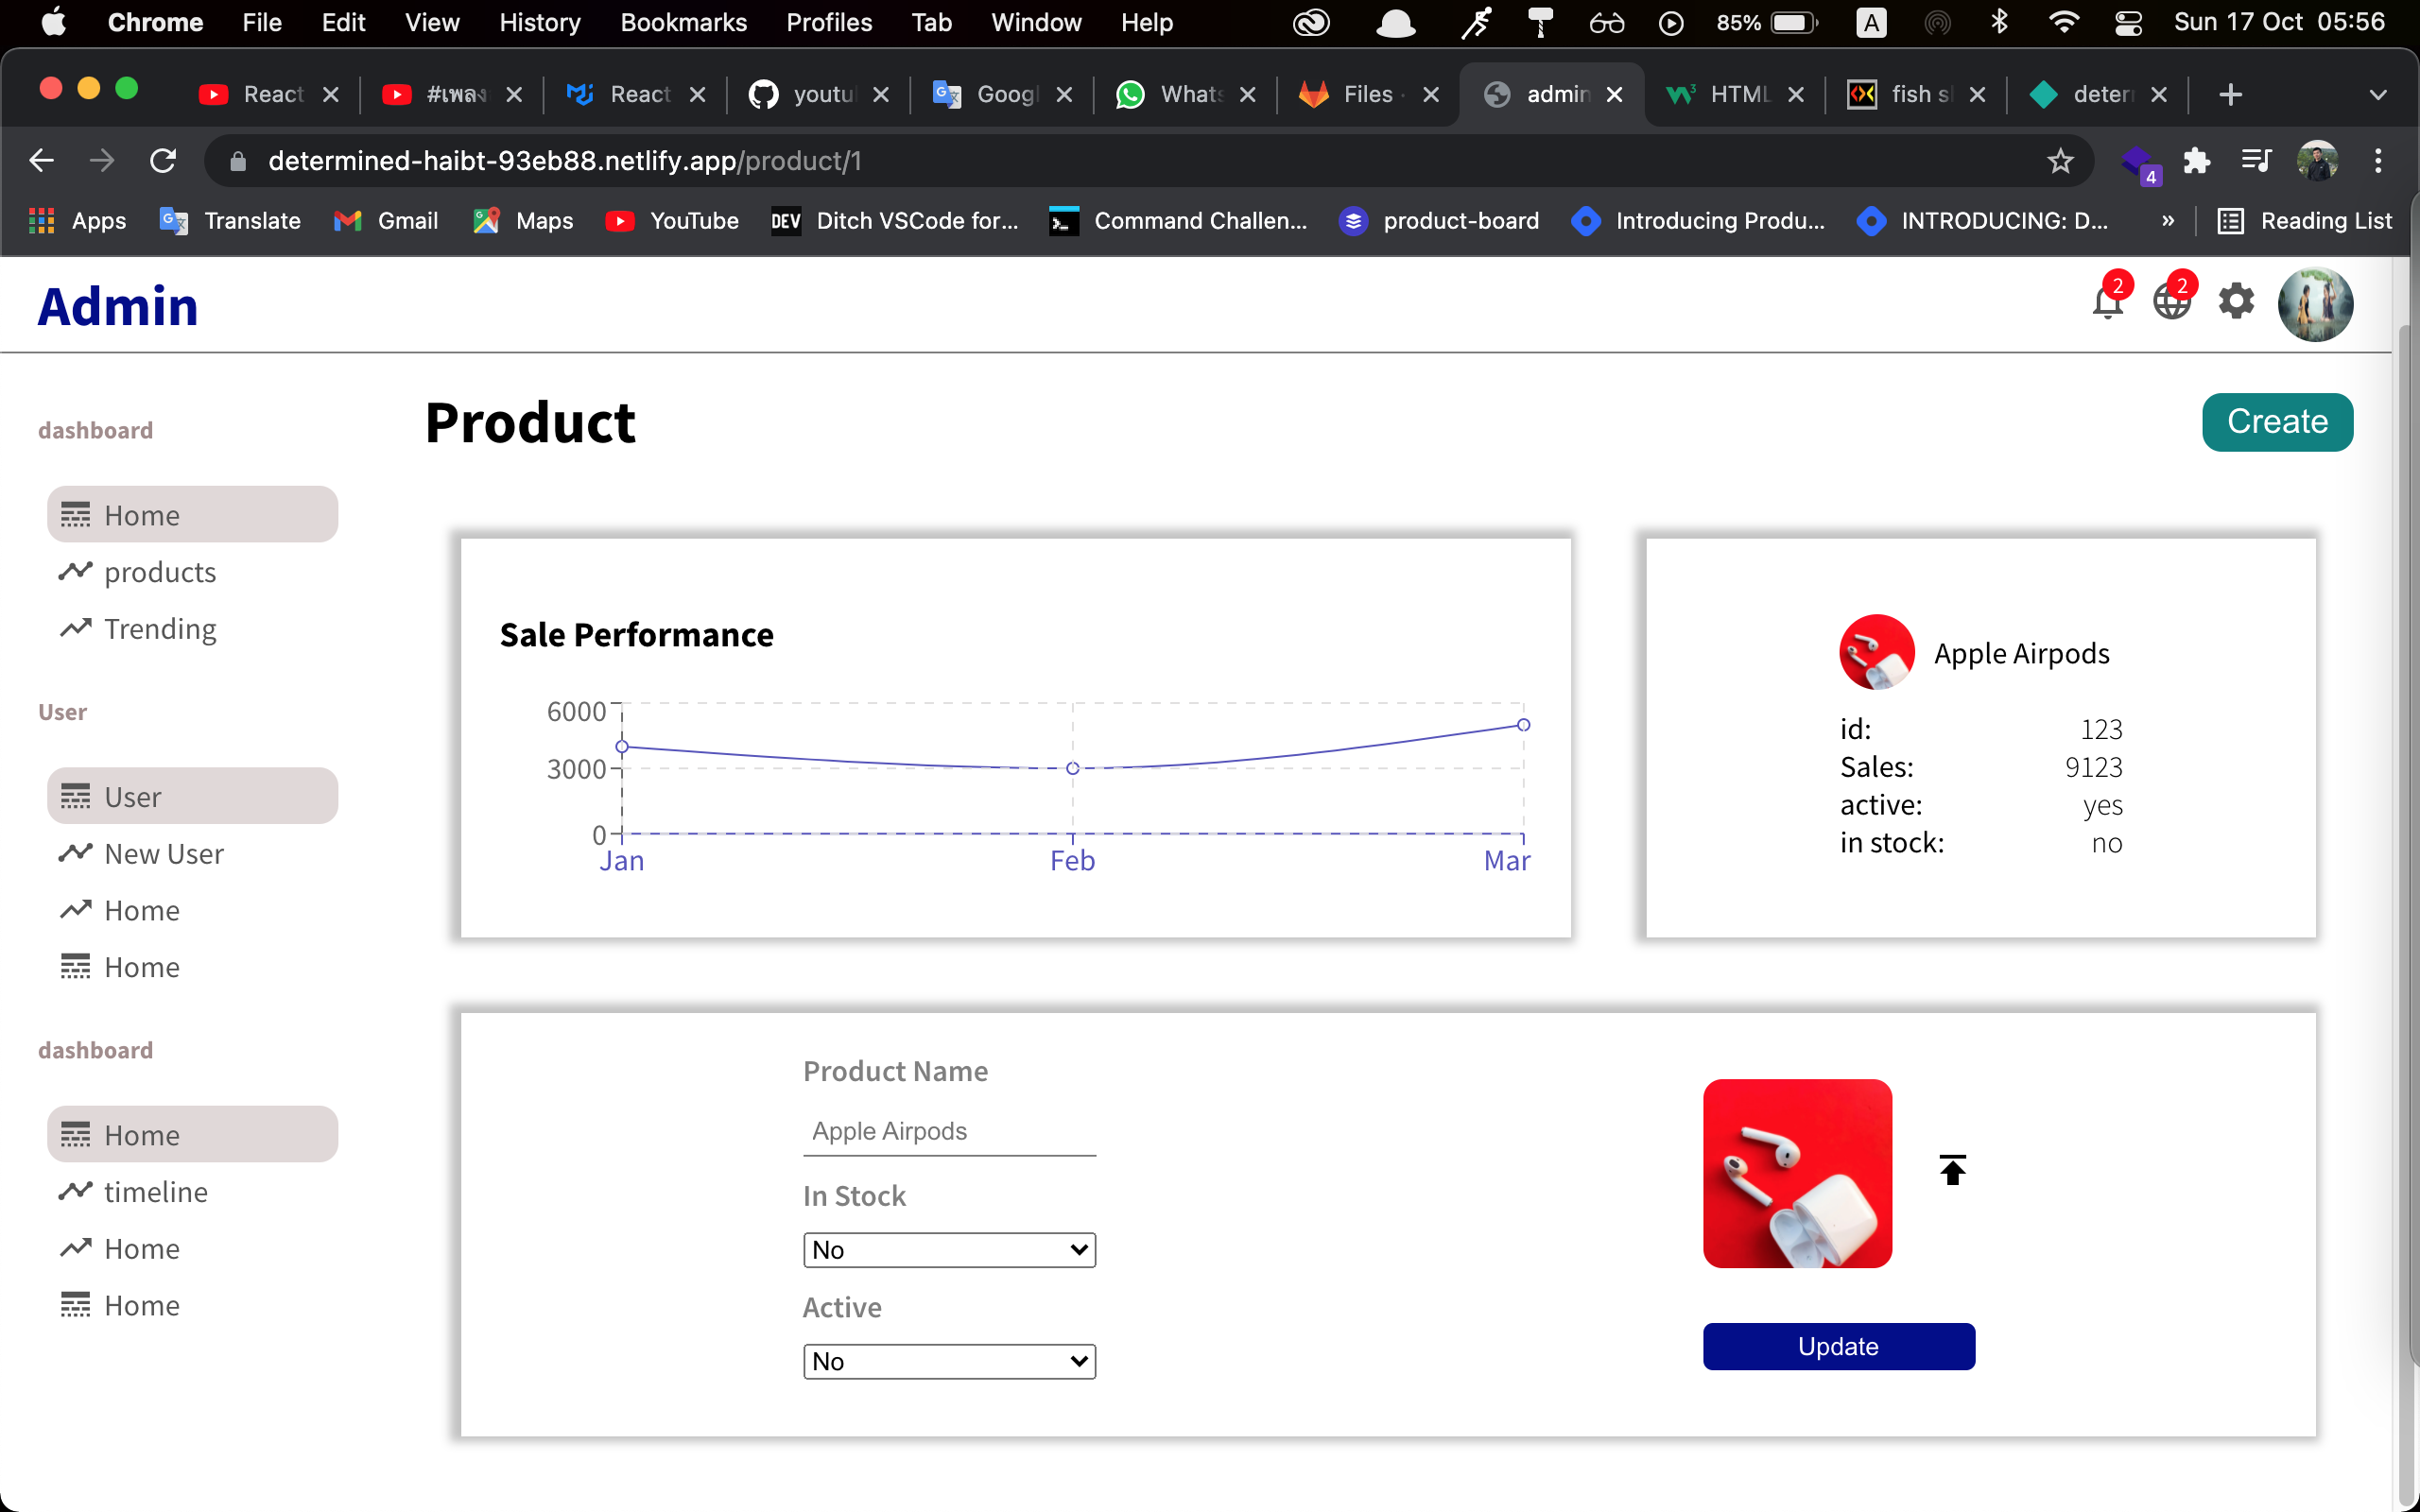 Chrome File Edit View History Bookmarks Profiles Tab Window Help 85% A Sun 17 Oct 05:56
React #เพลง React youtu Googl Whats Files admin HTML fish s deter
determined-haibt-93eb88.netlify.app/product/1 4
Apps Translate Gmail Maps YouTube DEV Ditch VSCode for... Command Challen... product-board Introducing Produ... INTRODUCING: D... » Reading List
Admin 2 2
Product Create
dashboard
Home
products
Trending
User
User
New User
Home
Home
dashboard
Home
timeline
Home
Home
Sale Performance
6000
3000
0
Jan Feb Mar
Apple Airpods
id: 123
Sales: 9123
active: yes
in stock: no
Product Name
Apple Airpods
In Stock
No
Active
No
Update